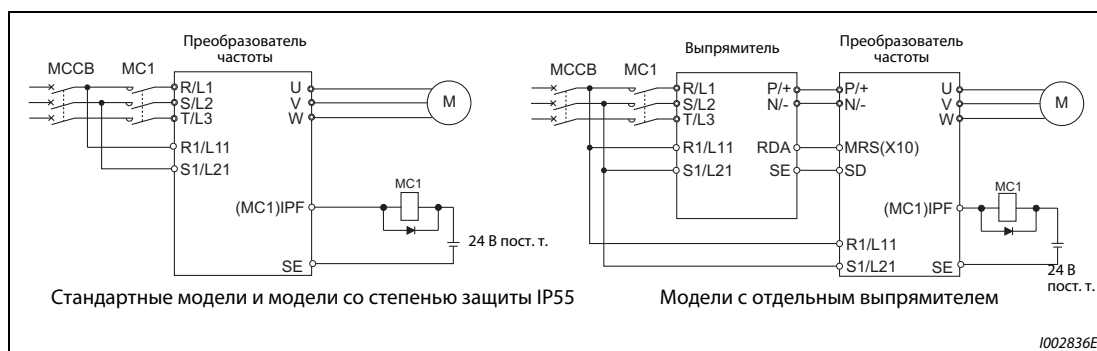 Преобразователь
частоты
MCCB MC1
R/L1
S/L2
T/L3
R1/L11
S1/L21
U
V
W
M
(MC1)IPF
MC1
24 В пост. т.
SE
Стандартные модели и модели со степенью защиты IP55
Выпрямитель
Преобразователь
частоты
MCCB MC1
R/L1
S/L2
T/L3
R1/L11
S1/L21
P/+
N/-
RDA
SE
P/+
N/-
MRS(X10)
SD
U
V
W
M
(MC1)IPF
MC1
R1/L11
S1/L21
SE
24 В
пост. т.
Модели с отдельным выпрямителем
I002836E